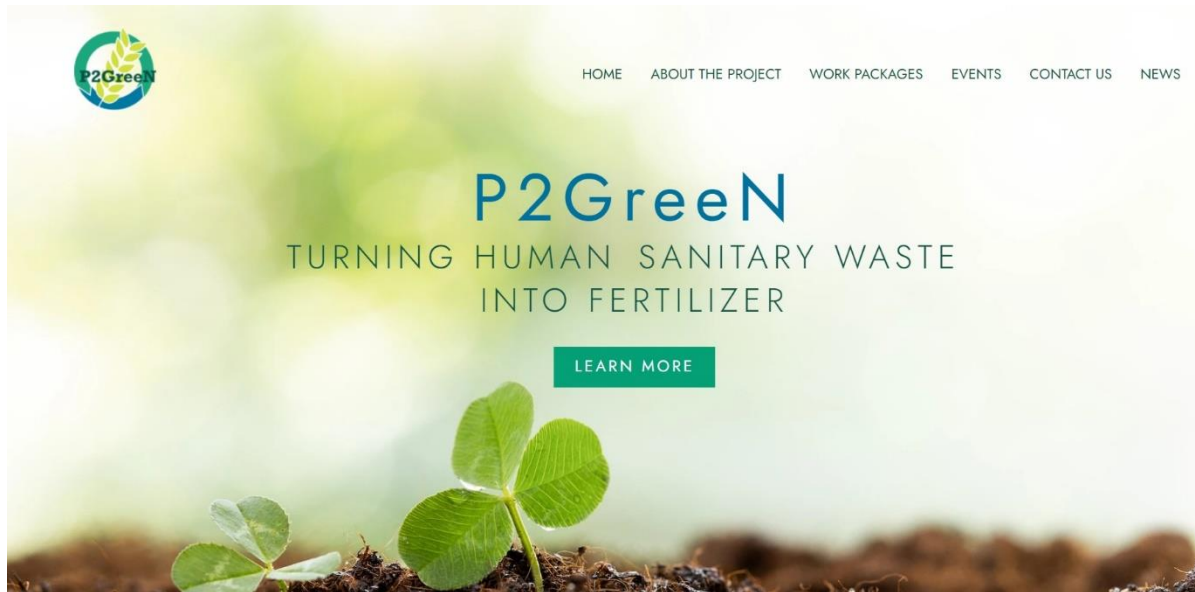 P2GreeN
HOME ABOUT THE PROJECT WORK PACKAGES EVENTS CONTACT US NEWS
P2GreeN
TURNING HUMAN SANITARY WASTE
INTO FERTILIZER
LEARN MORE